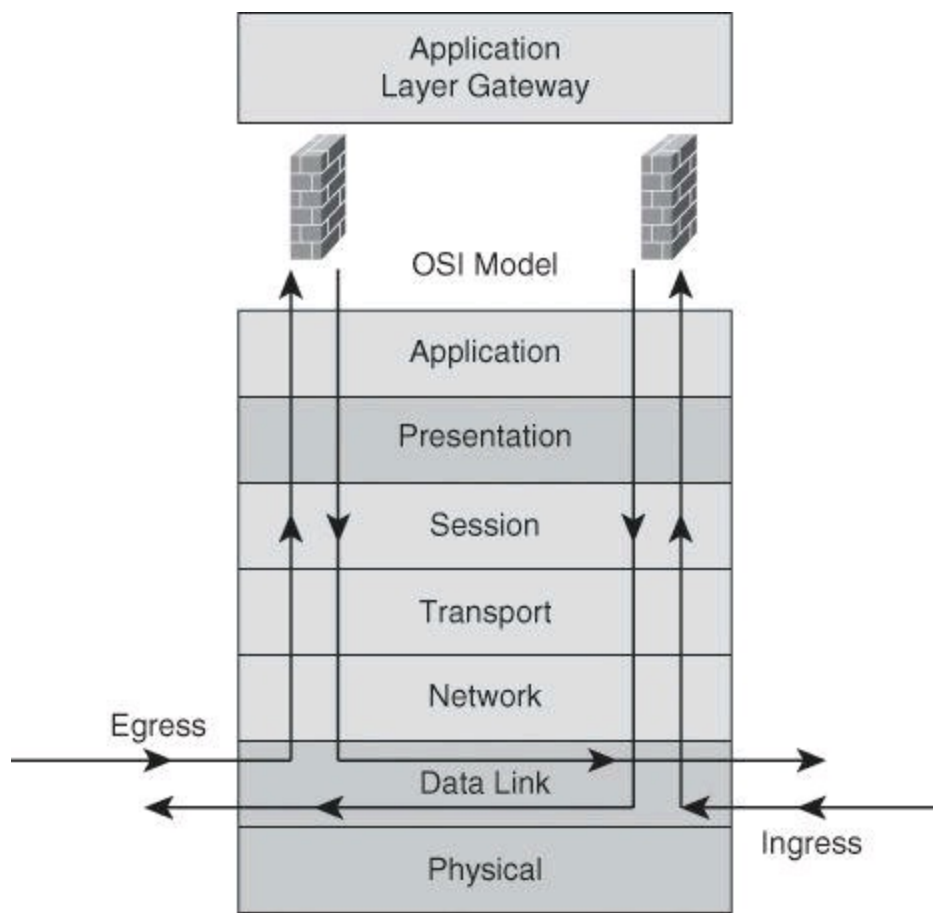 Application
Layer Gateway
OSI Model
Application
Presentation
Session
Transport
Network
Egress
Data Link
Ingress
Physical